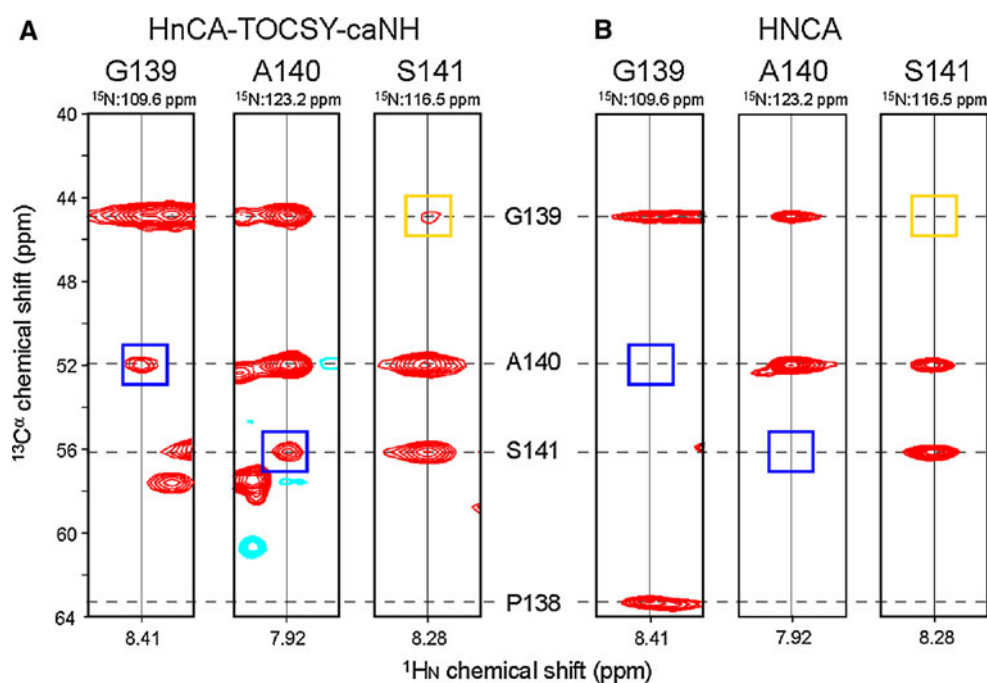 A HnCA-TOCSY-caNH
B HNCA
G139 A140 S141
G139 A140 S141
¹⁵N:109.6 ppm ¹⁵N:123.2 ppm ¹⁵N:116.5 ppm
¹⁵N:109.6 ppm ¹⁵N:123.2 ppm ¹⁵N:116.5 ppm
40
44
48
52
56
60
64
¹³Cᵅ chemical shift (ppm)
G139
A140
S141
P138
8.41 7.92 8.28
8.41 7.92 8.28
¹HN chemical shift (ppm)